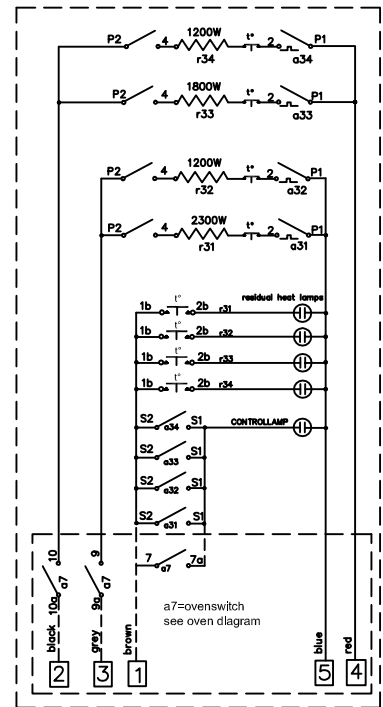 1200W
P2 4 t° 2 P1
r34 a34
1800W
P2 4 t° 2 P1
r33 a33
1200W
P2 4 t° 2 P1
r32 a32
2300W
P2 4 t° 2 P1
r31 a31
residual heat lamps
t°
1b 2b r31
t°
1b 2b r32
t°
1b 2b r33
t°
1b 2b r34
S2 S1 CONTROLLAMP
a34
S2 S1
a33
S2 S1
a32
S2 S1
a31
10 9 7 7a
a7 a7 a7
10a 9a
a7=ovenswitch
see oven diagram
black grey brown blue red
2 3 1 5 4